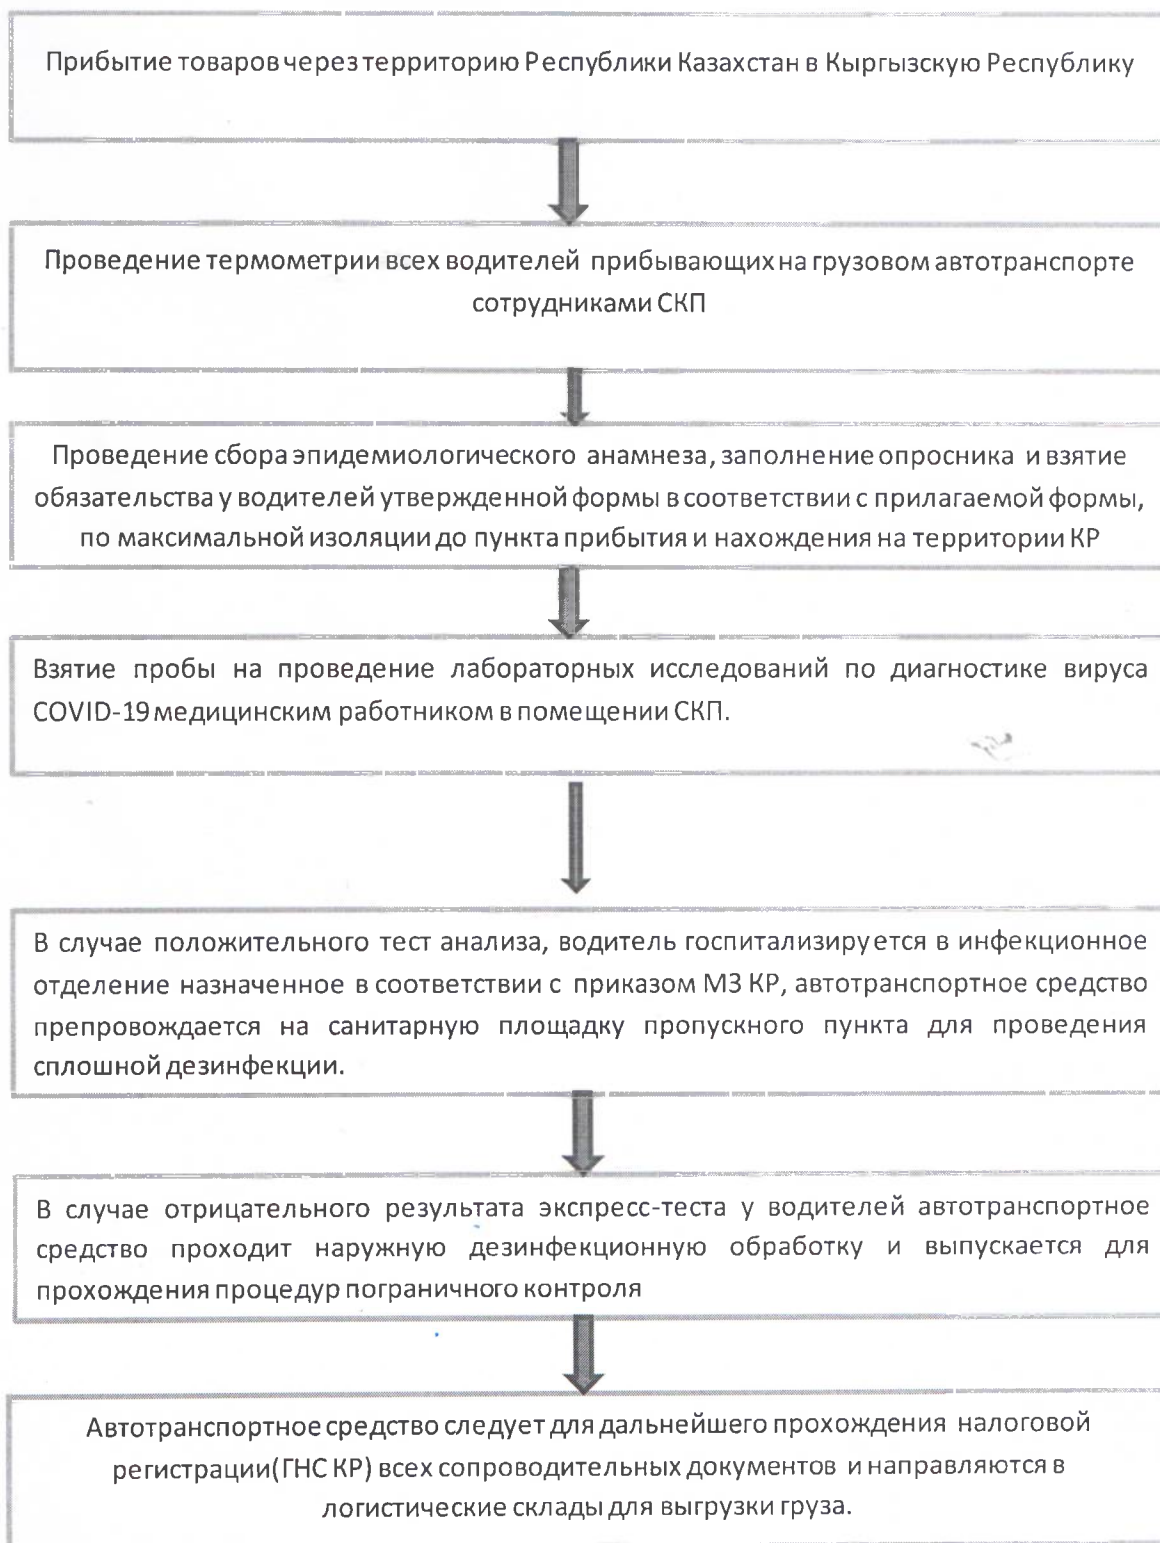 Прибытие товаров через территорию Республики Казахстан в Кыргызскую Республику
Проведение термометрии всех водителей прибывающих на грузовом автотранспорте
сотрудниками СКП
Проведение сбора эпидемиологического анамнеза, заполнение опросника и взятие
обязательства у водителей утвержденной формы в соответствии с прилагаемой формы,
по максимальной изоляции до пункта прибытия и нахождения на территории КР
Взятие пробы на проведение лабораторных исследований по диагностике вируса
COVID-19 медицинским работником в помещении СКП.
В случае положительного тест анализа, водитель госпитализируется в инфекционное
отделение назначенное в соответствии с приказом МЗ КР, автотранспортное средство
препровождается на санитарную площадку пропускного пункта для проведения
сплошной дезинфекции.
В случае отрицательного результата экспресс-теста у водителей автотранспортное
средство проходит наружную дезинфекционную обработку и выпускается для
прохождения процедур пограничного контроля
Автотранспортное средство следует для дальнейшего прохождения налоговой
регистрации(ГНС КР) всех сопроводительных документов и направляются в
логистические склады для выгрузки груза.